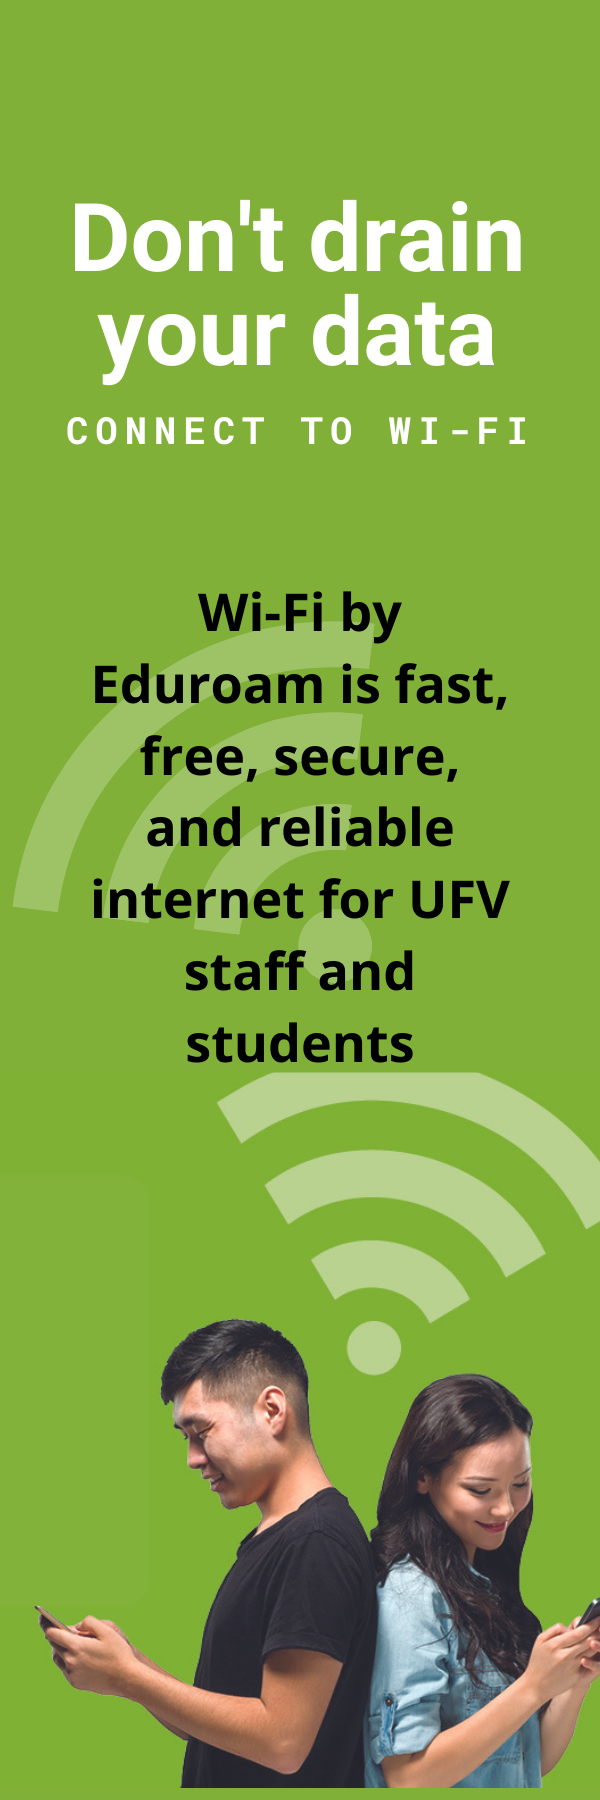 Don't drain
your data
CONNECT TO WI-FI
Wi-Fi by
Eduroam is fast,
free, secure,
and reliable
internet for UFV
staff and
students